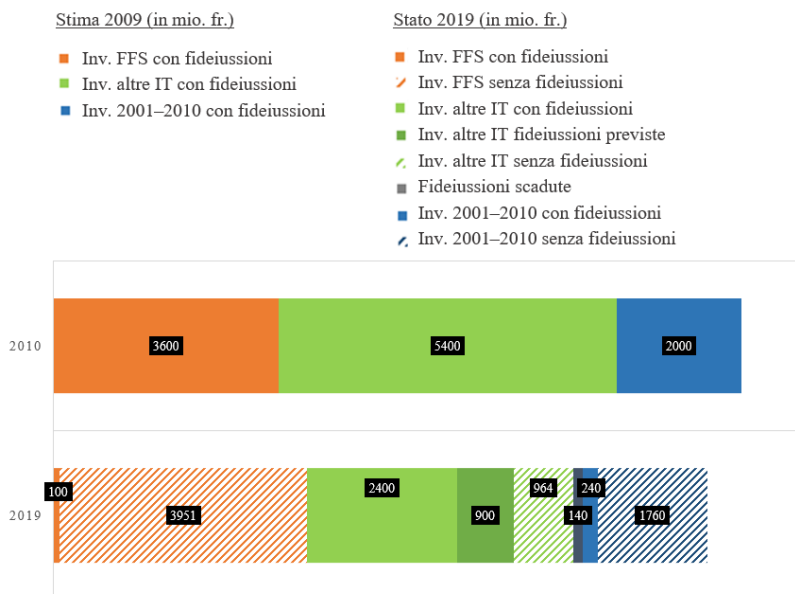 Stima 2009 (in mio. fr.)
Inv. FFS con fideiussioni
Inv. altre IT con fideiussioni
Inv. 2001–2010 con fideiussioni
Stato 2019 (in mio. fr.)
Inv. FFS con fideiussioni
Inv. FFS senza fideiussioni
Inv. altre IT con fideiussioni
Inv. altre IT fideiussioni previste
Inv. altre IT senza fideiussioni
Fideiussioni scadute
Inv. 2001–2010 con fideiussioni
Inv. 2001–2010 senza fideiussioni
2010
3600
5400
2000
2019
100
3951
2400
900
964
140
240
1760